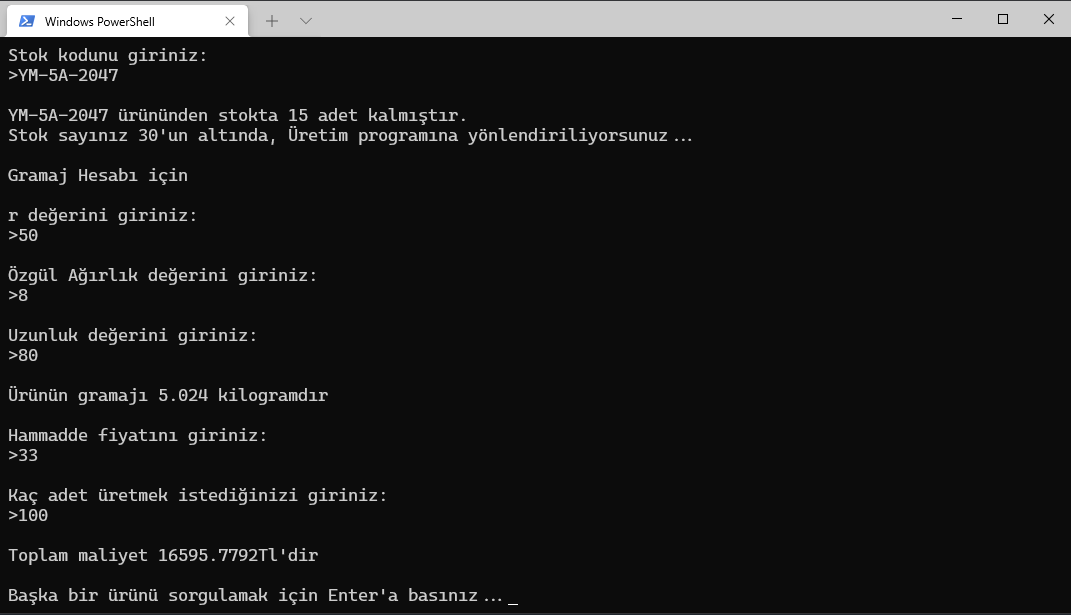 Windows PowerShell
Stok kodunu giriniz:
>YM-5A-2047
YM-5A-2047 ürününden stokta 15 adet kalmıştır.
Stok sayınız 30'un altında, Üretim programına yönlendiriliyorsunuz...
Gramaj Hesabı için
r değerini giriniz:
>50
Özgül Ağırlık değerini giriniz:
>8
Uzunluk değerini giriniz:
>80
Ürünün gramajı 5.024 kilogramdır
Hammadde fiyatını giriniz:
>33
Kaç adet üretmek istediğinizi giriniz:
>100
Toplam maliyet 16595.7792Tl'dir
Başka bir ürünü sorgulamak için Enter'a basınız..._